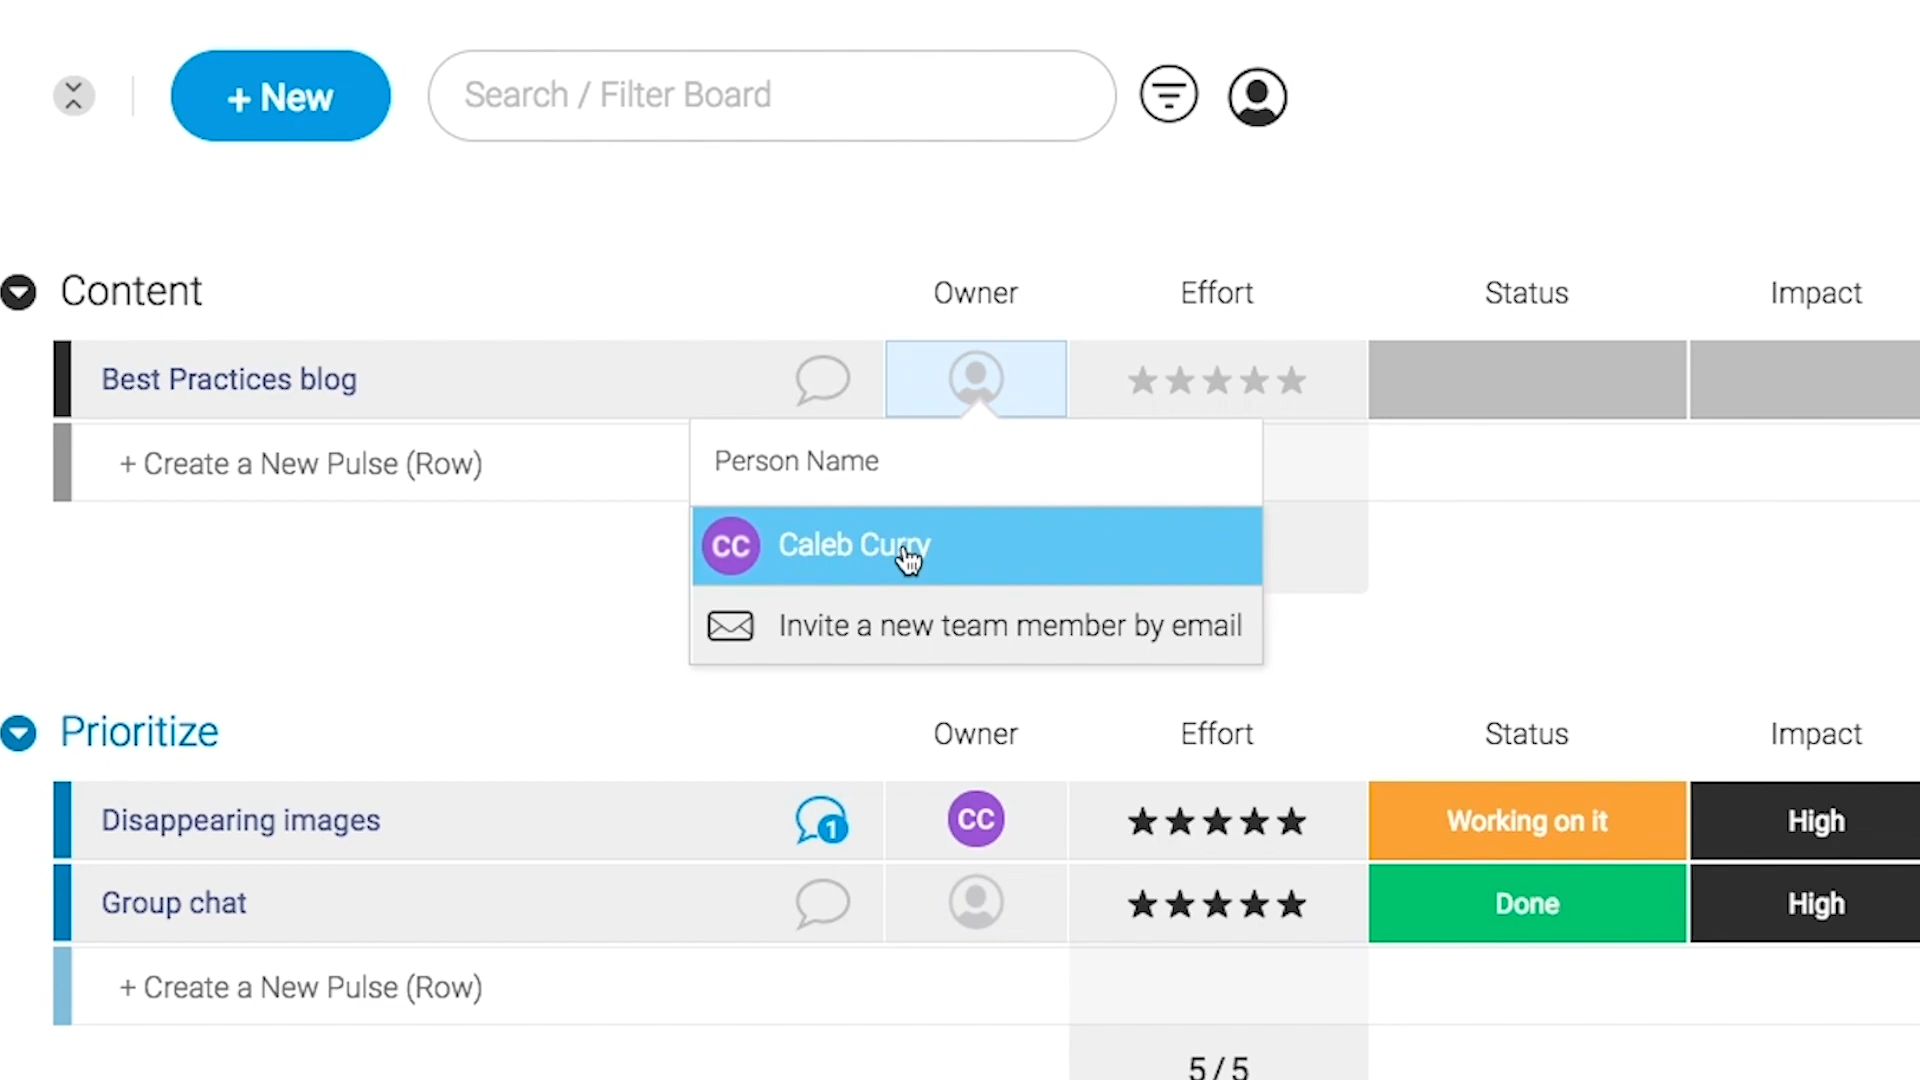 + New
Search / Filter Board
Content Owner Effort Status Impact
Best Practices blog
Person Name
+ Create a New Pulse (Row)
CC Caleb Curry
Invite a new team member by email
Prioritize Owner Effort Status Impact
Disappearing images 1 CC Working on it High
Group chat Done High
+ Create a New Pulse (Row)
5 / 5